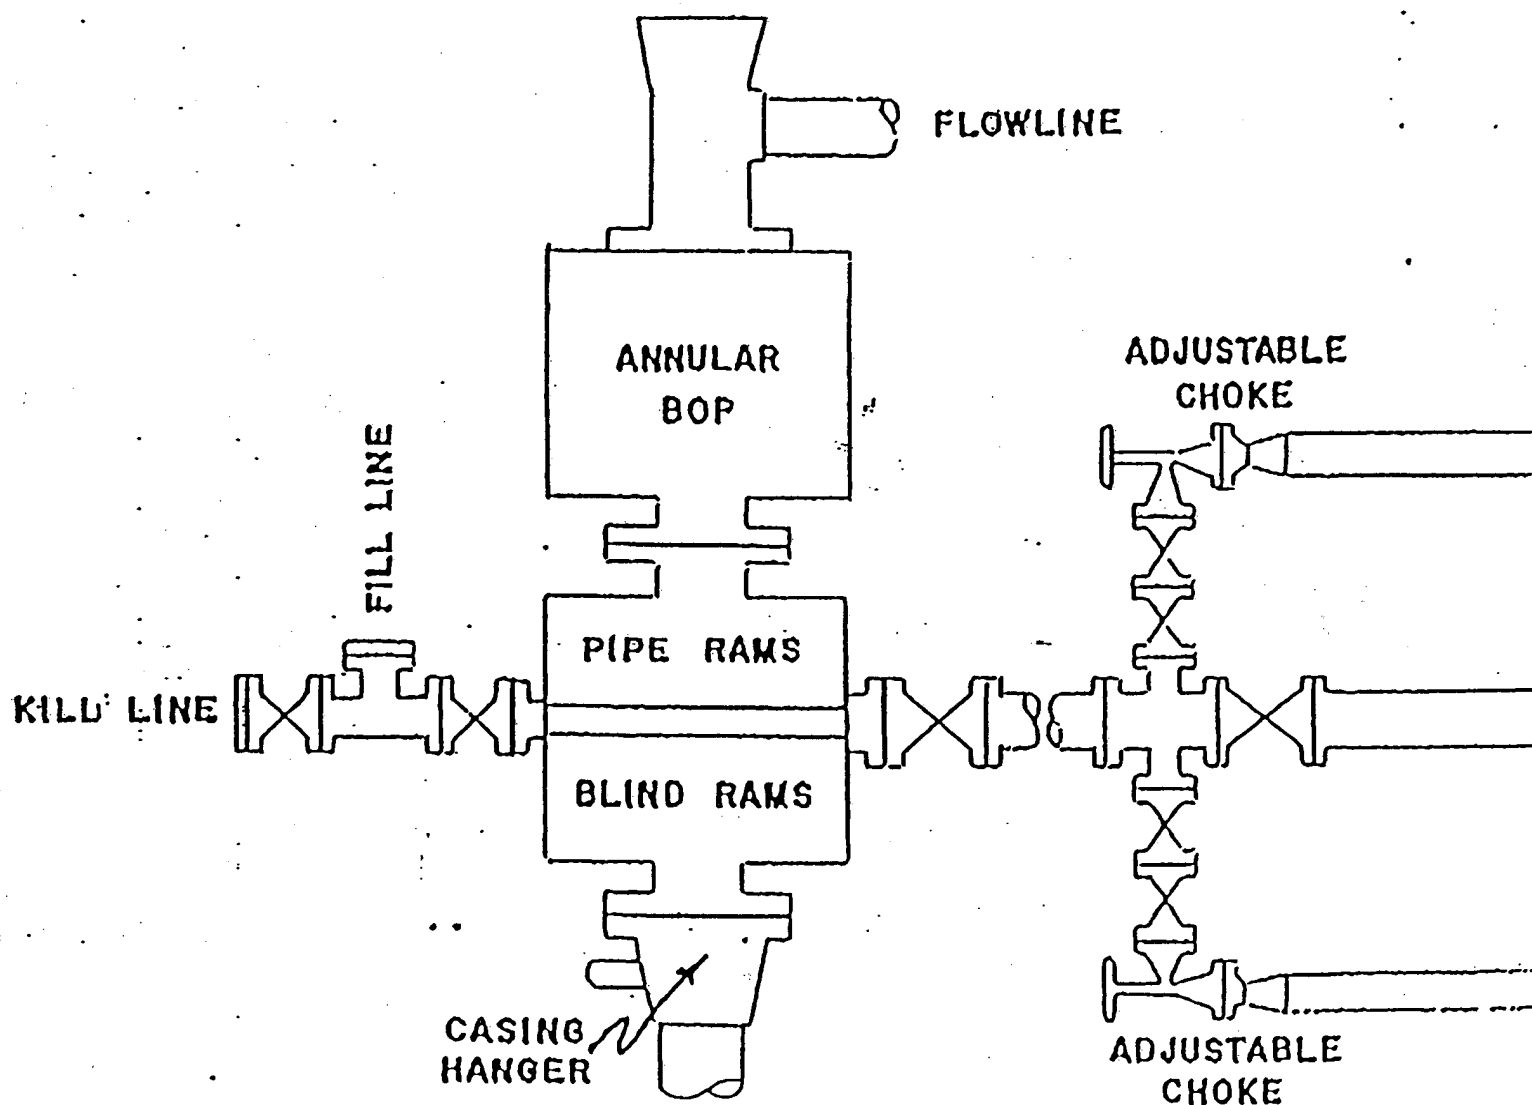 FLOWLINE
ANNULAR
BOP
ADJUSTABLE
CHOKE
FILL LINE
PIPE RAMS
KILL LINE
BLIND RAMS
CASING
HANGER
ADJUSTABLE
CHOKE